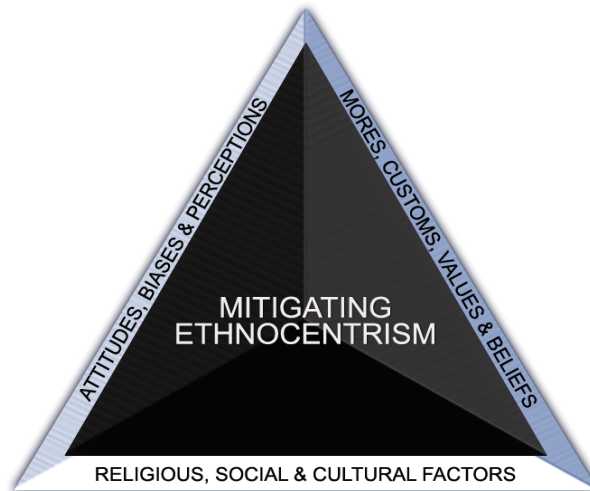 ATTITUDES, BIASES & PERCEPTIONS
MORES, CUSTOMS, VALUES & BELIEFS
MITIGATING
ETHNOCENTRISM
RELIGIOUS, SOCIAL & CULTURAL FACTORS